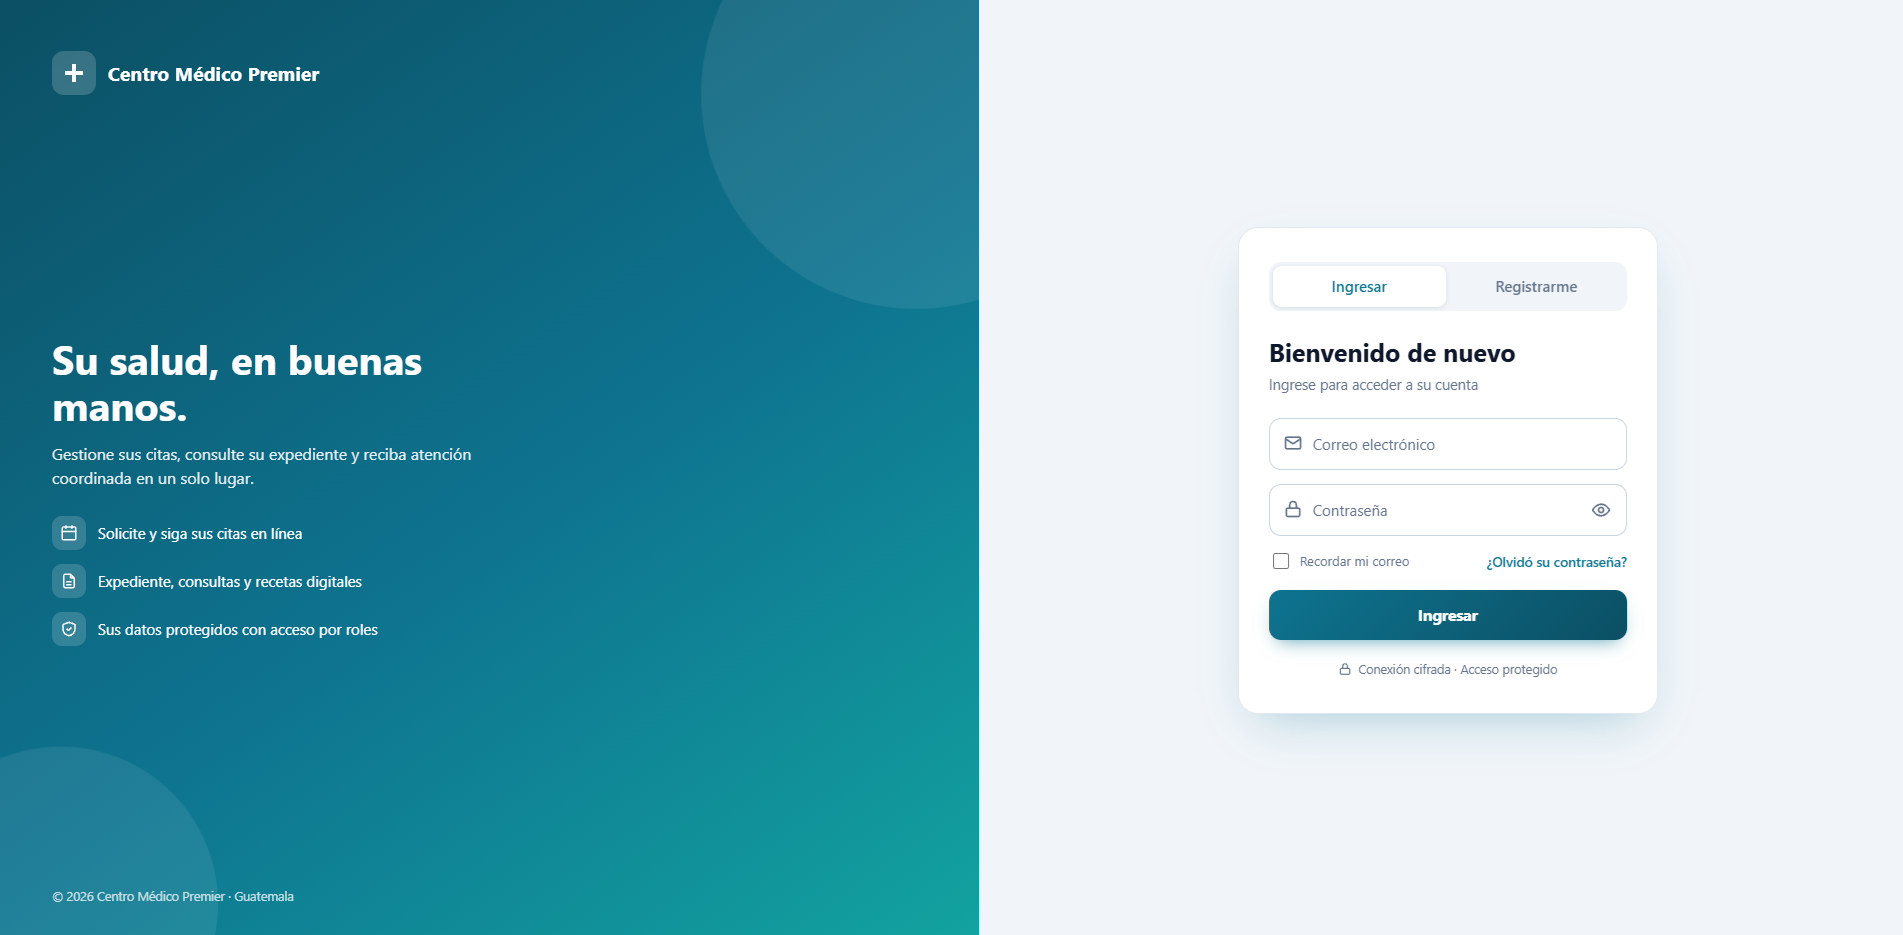 Centro Médico Premier
Su salud, en buenas
manos.
Gestione sus citas, consulte su expediente y reciba atención
coordinada en un solo lugar.
Solicite y siga sus citas en línea
Expediente, consultas y recetas digitales
Sus datos protegidos con acceso por roles
© 2026 Centro Médico Premier · Guatemala
Ingresar
Registrarme
Bienvenido de nuevo
Ingrese para acceder a su cuenta
Correo electrónico
Contraseña
Recordar mi correo
¿Olvidó su contraseña?
Ingresar
Conexión cifrada · Acceso protegido